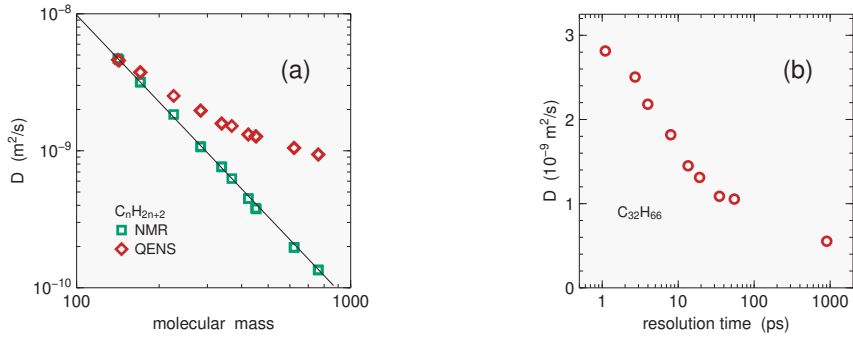 10⁻⁸
(a)
D (m²/s)
10⁻⁹
CₙH₂ₙ₊₂
NMR
QENS
10⁻¹⁰
100
1000
molecular mass
3
(b)
2
D (10⁻⁹ m²/s)
1
C₃₂H₆₆
0
1 10 100 1000
resolution time (ps)